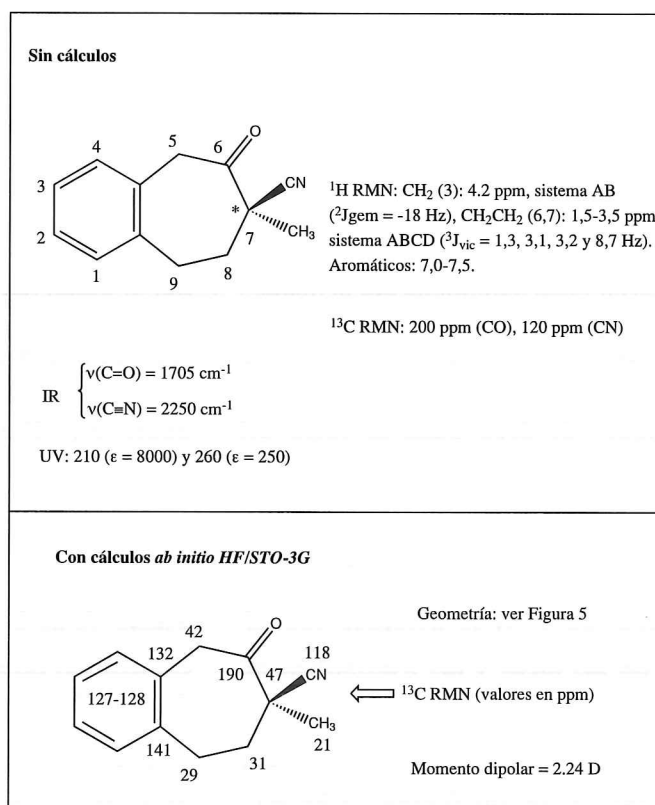 Sin cálculos
4
5
6
O
3
CN
*
2
7
CH3
1
8
9
¹H RMN: CH₂ (3): 4.2 ppm, sistema AB
(²Jgem = -18 Hz), CH₂CH₂ (6,7): 1,5-3,5 ppm
sistema ABCD (³Jvic = 1,3, 3,1, 3,2 y 8,7 Hz).
Aromáticos: 7,0-7,5.
¹³C RMN: 200 ppm (CO), 120 ppm (CN)
IR
ν(C=O) = 1705 cm⁻¹
ν(C≡N) = 2250 cm⁻¹
UV: 210 (ε = 8000) y 260 (ε = 250)
Con cálculos ab initio HF/STO-3G
Geometría: ver Figura 5
O
42
132
118
190
47
CN
127-128
CH₃
21
141
31
29
¹³C RMN (valores en ppm)
Momento dipolar = 2.24 D